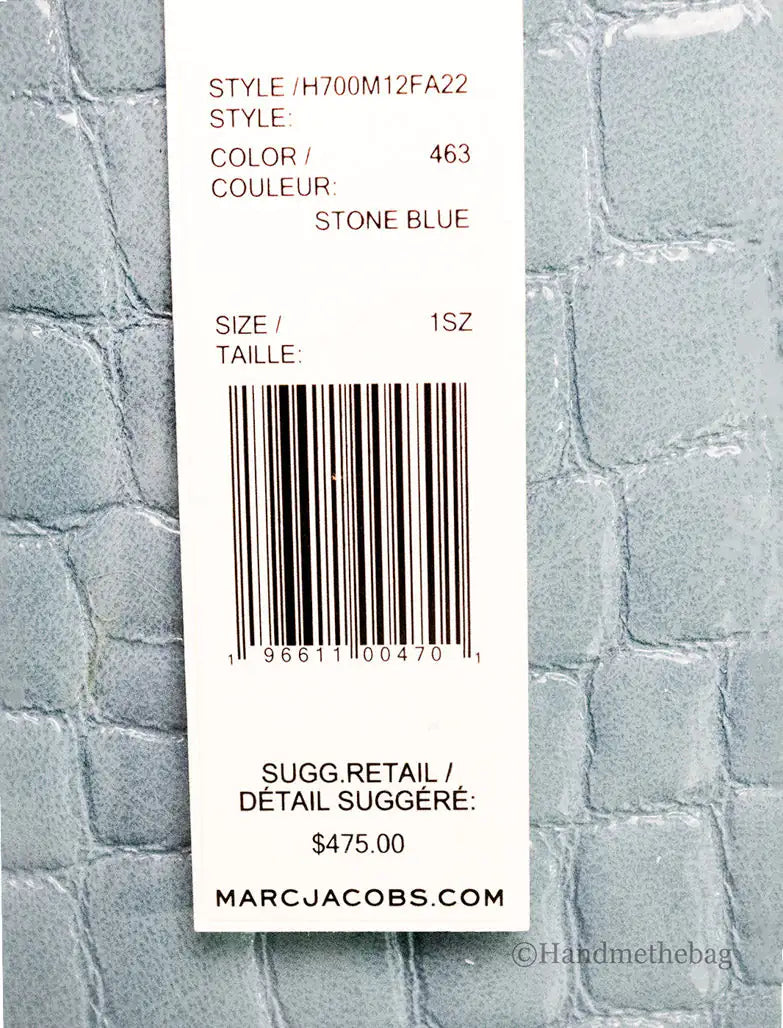 STYLE /H700M12FA22
STYLE:
COLOR / 463
COULEUR:
STONE BLUE
SIZE / 1SZ
TAILLE:
1 96611 00470 1
SUGG.RETAIL /
DÉTAIL SUGGÉRÉ:
$475.00
MARCJACOBS.COM
©Handmethebag